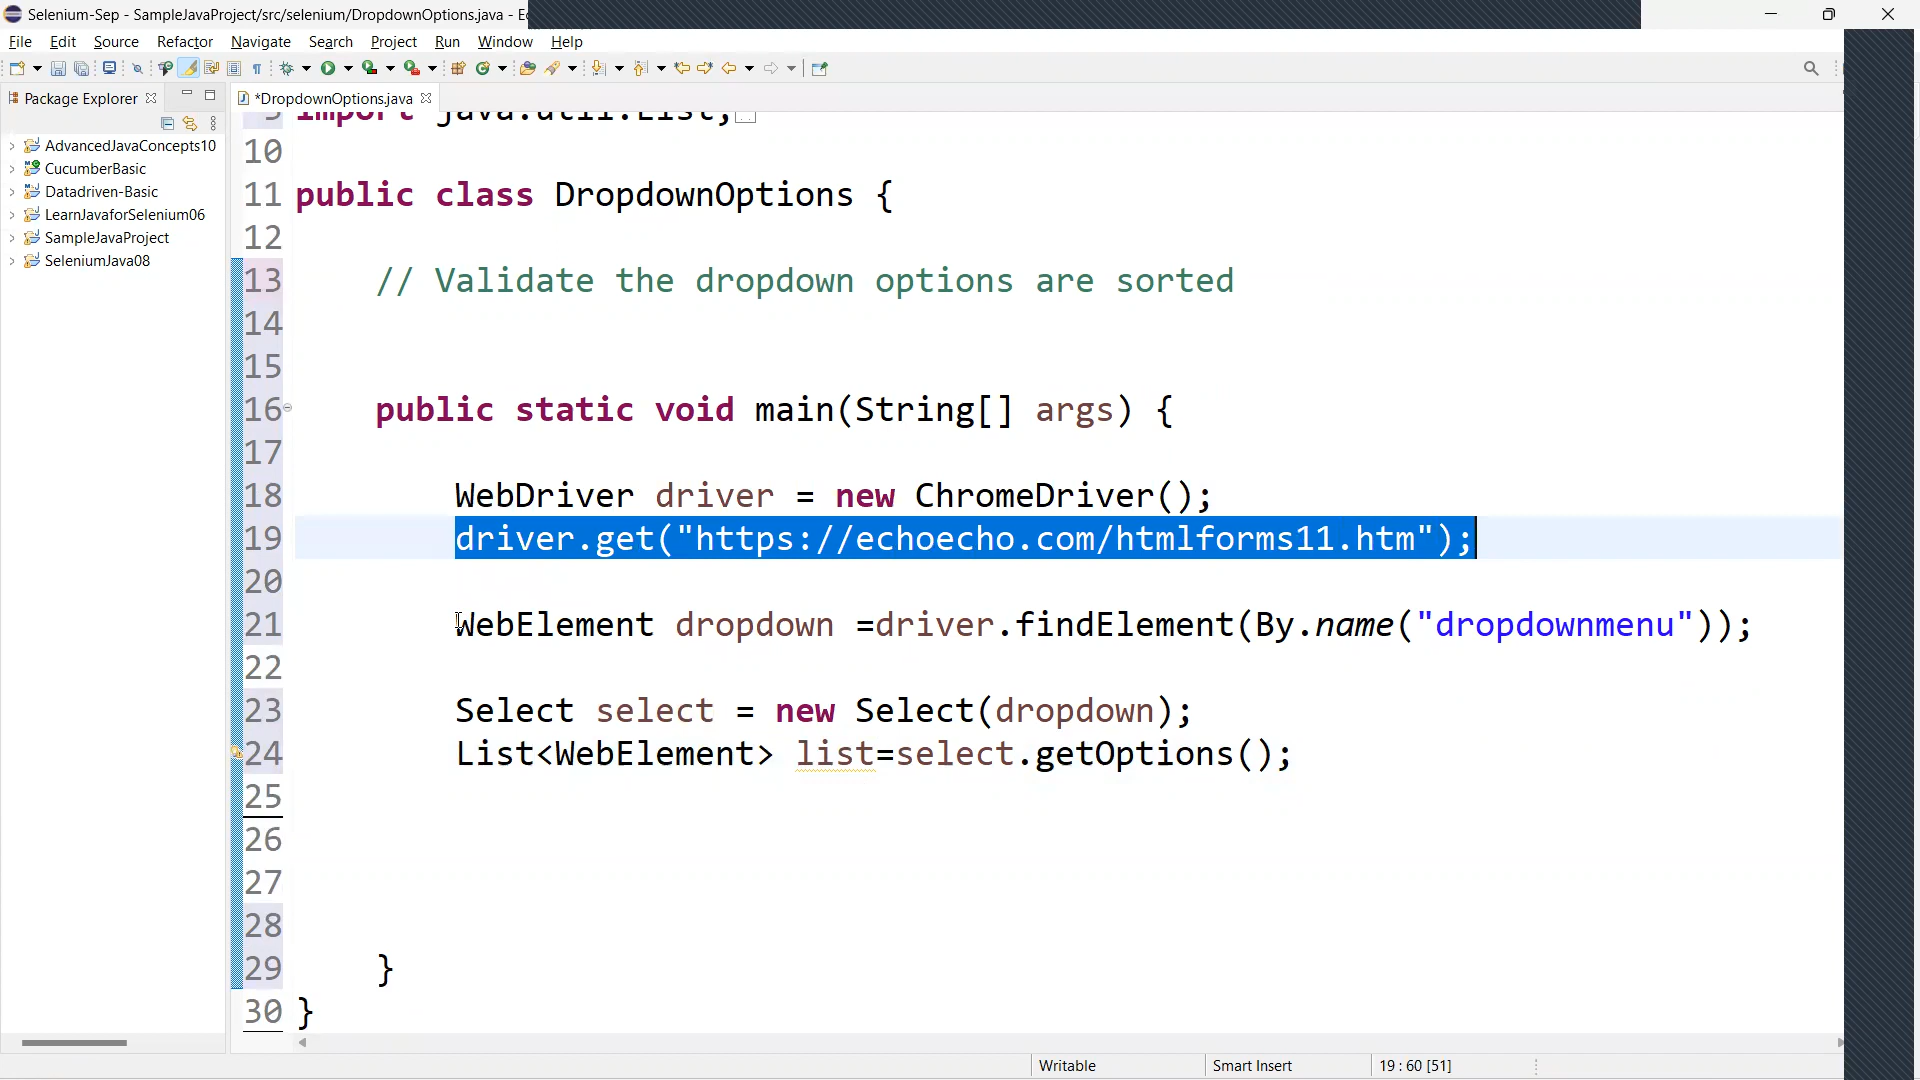 Selenium-Sep - SampleJavaProject/src/selenium/DropdownOptions.java -
File Edit Source Refactor Navigate Search Project Run Window Help
Package Explorer
*DropdownOptions.java
AdvancedJavaConcepts10
CucumberBasic
Datadriven-Basic
LearnJavaforSelenium06
SampleJavaProject
SeleniumJava08
import java.util.List;
10
11 public class DropdownOptions {
12
13 // Validate the dropdown options are sorted
14
15
16 public static void main(String[] args) {
17
18 WebDriver driver = new ChromeDriver();
19 driver.get("https://echoecho.com/htmlforms11.htm");
20
21 WebElement dropdown =driver.findElement(By.name("dropdownmenu"));
22
23 Select select = new Select(dropdown);
24 List<WebElement> list=select.getOptions();
25
26
27
28
29 }
30 }
Writable Smart Insert 19 : 60 [51]